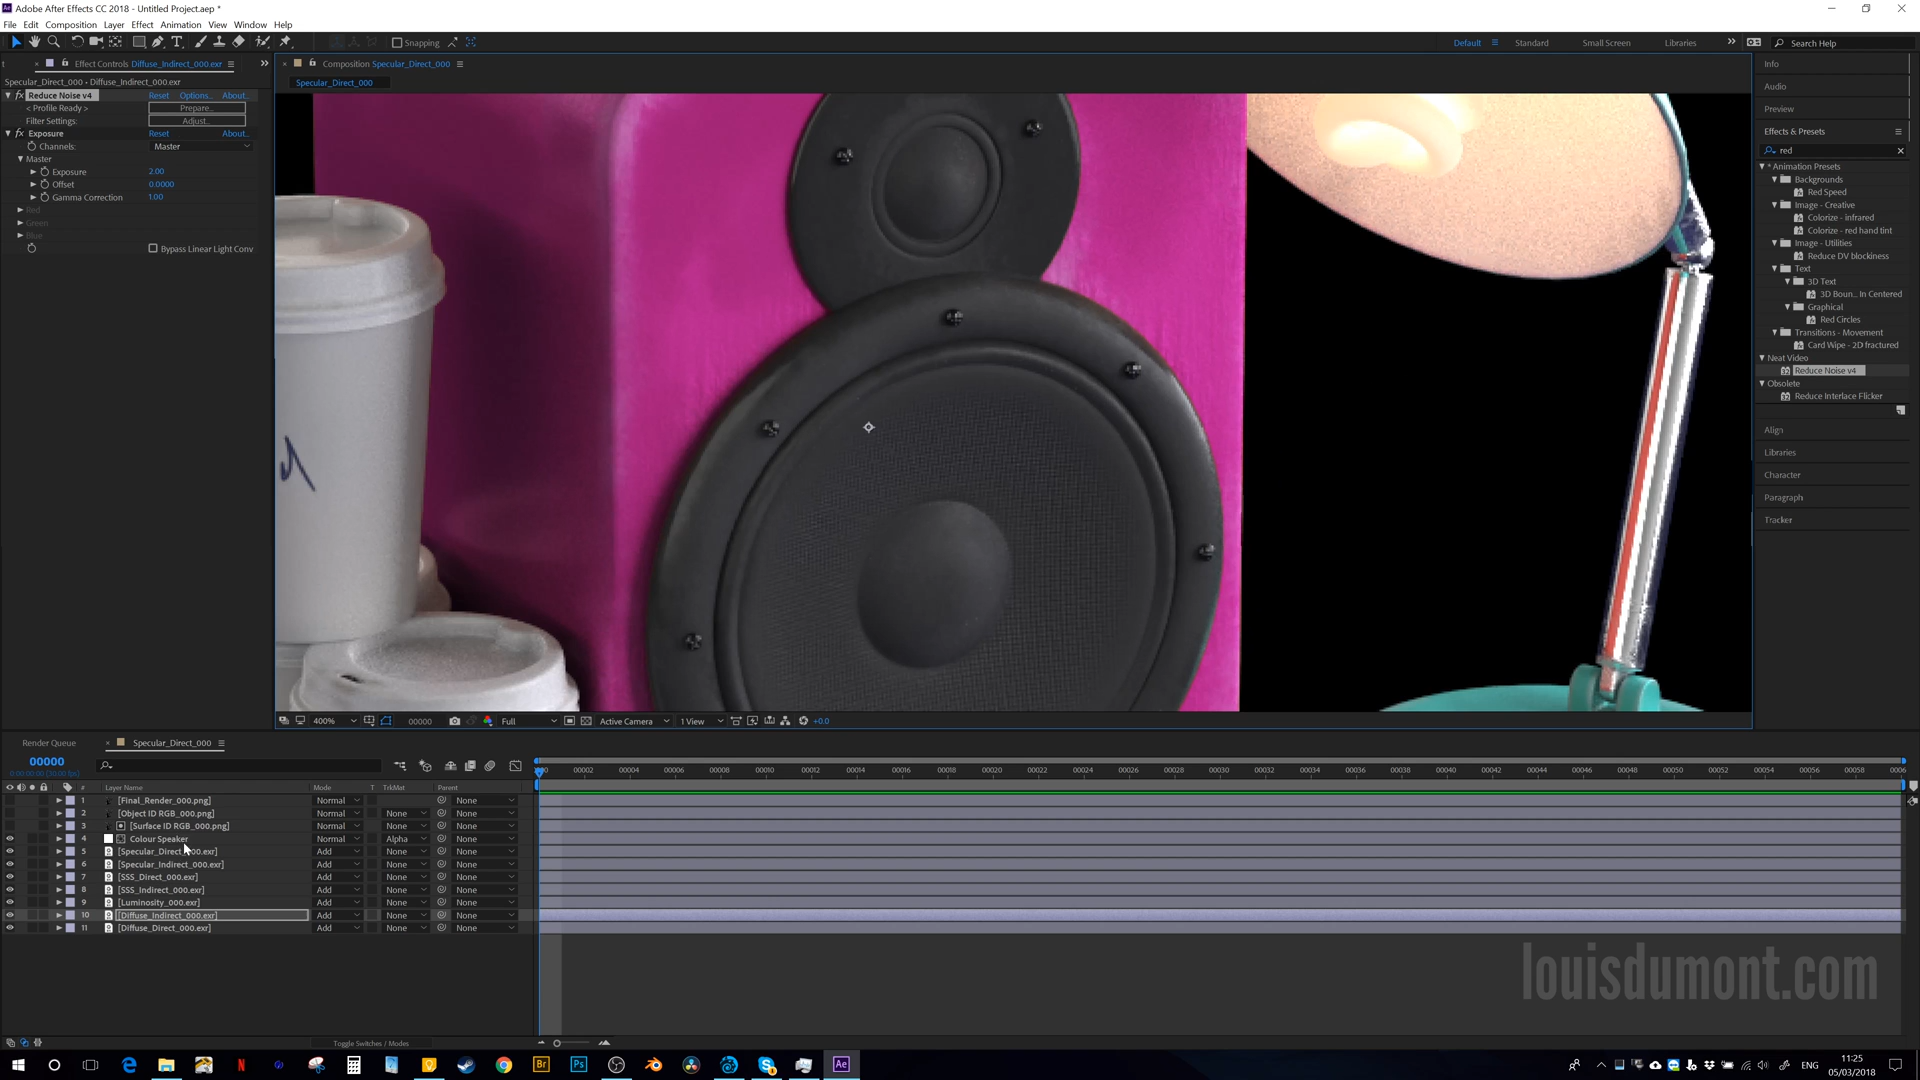 Adobe After Effects CC 2018 - Untitled Project.aep *
File Edit Composition Layer Effect Animation View Window Help
Snapping
Default Standard Small Screen Libraries Search Help
Effect Controls Diffuse_Indirect_000.exr
Composition Specular_Direct_000
Info
Specular_Direct_000 • Diffuse_Indirect_000.exr
Specular_Direct_000
Audio
fx Reduce Noise v4 Reset Options... About...
< Profile Ready > Prepare...
Preview
Filter Settings: Adjust...
fx Exposure Reset About...
Effects & Presets
Channels: Master
red
Master
Exposure 2.00
Offset 0.0000
Gamma Correction 1.00
Red
Green
Blue
Bypass Linear Light Conv
* Animation Presets
Backgrounds
Red Speed
Image - Creative
Colorize - infrared
Colorize - red hand tint
Image - Utilities
Reduce DV blockiness
Text
3D Text
3D Boun... In Centered
Graphical
Red Circles
Transitions - Movement
Card Wipe - 2D fractured
Neat Video
Reduce Noise v4
Obsolete
Reduce Interlace Flicker
Align
Libraries
Character
Paragraph
Tracker
400% 00000 Full Active Camera 1 View +0.0
Render Queue Specular_Direct_000
00000
00002 00004 00006 00008 00010 00012 00014 00016 00018 00020 00022 00024 00026 00028 00030 00032 00034 00036 00038 00040 00042 00044 00046 00048 00050 00052 00054 00056 00058 0006
# Layer Name Mode T TrkMat Parent
1 [Final_Render_000.png] Normal None
2 [Object ID RGB_000.png] Normal None None
3 [Surface ID RGB_000.png] Normal None None
4 Colour Speaker Normal Alpha None
5 [Specular_Direct_000.exr] Add None None
6 [Specular_Indirect_000.exr] Add None None
7 [SSS_Direct_000.exr] Add None None
8 [SSS_Indirect_000.exr] Add None None
9 [Luminosity_000.exr] Add None None
10 [Diffuse_Indirect_000.exr] Add None None
11 [Diffuse_Direct_000.exr] Add None None
louisdumont.com
Toggle Switches / Modes
N Br Ps Ae
ENG
11:25
05/03/2018